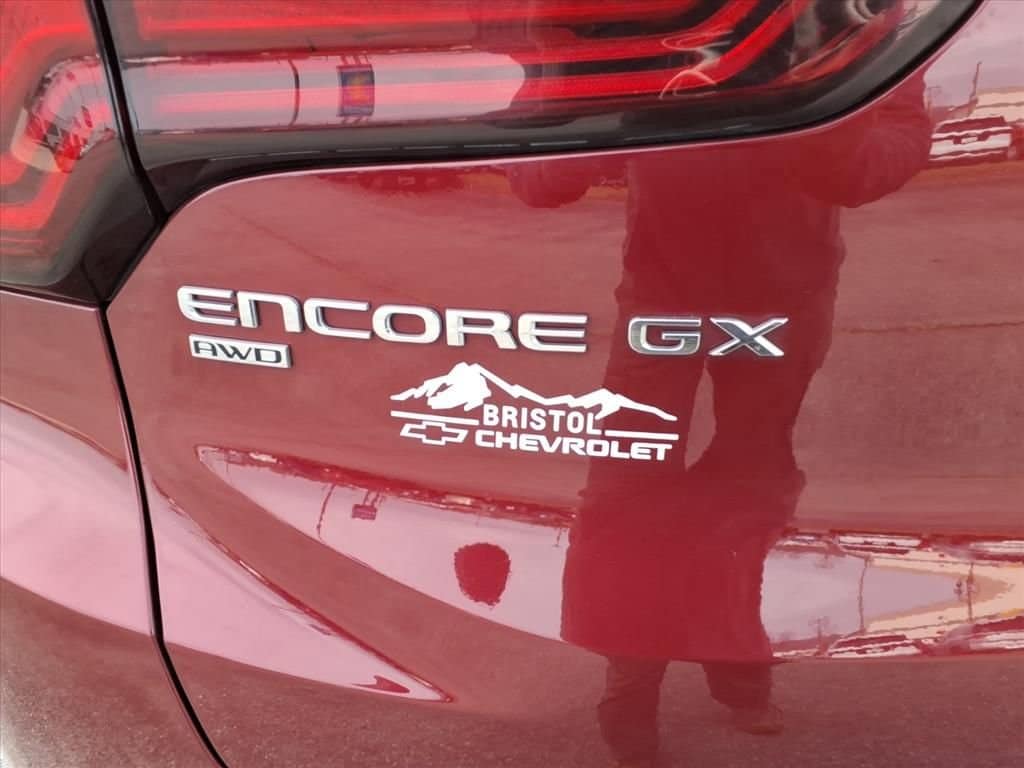 ENCORE GX
AWD
BRISTOL
CHEVROLET